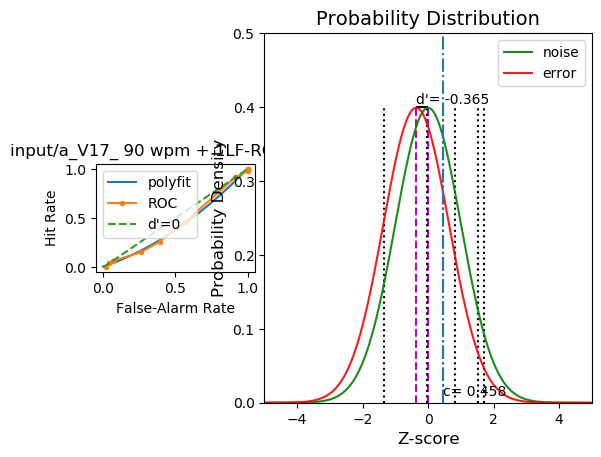 Probability Distribution
input/a_V17_ 90 wpm +
Hit Rate
1.0
0.5
0.0
polyfit
ROC
d'=0
0.0
0.5
1.0
False-Alarm Rate
Probability Density
0.5
0.4
0.3
0.2
0.1
0.0
noise
error
d'= -0.365
c= 0.458
−4
−2
0
2
4
Z-score